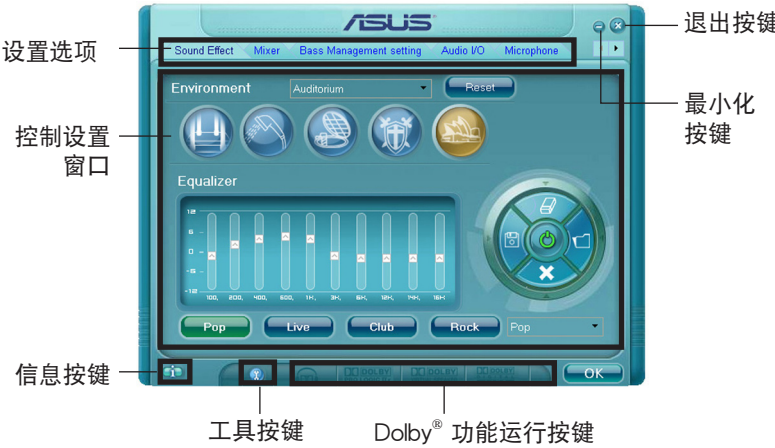 ASUS
退出按键
设置选项
Sound Effect Mixer Bass Management setting Audio I/O Microphone
Environment Auditorium Reset
最小化
按键
控制设置
窗口
Equalizer
12
6
0
-6
-12
100, 200, 400, 600, 1K, 3K, 6K, 12K, 14K, 16K
Pop Live Club Rock Pop
信息按键
DOLBY DOLBY DOLBY
OK
工具按键
Dolby® 功能运行按键